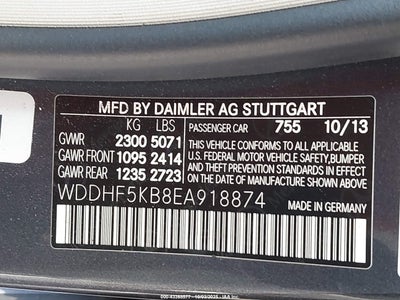 MFD BY DAIMLER AG STUTTGART
KG LBS
PASSENGER CAR 755 10/13
GVWR 2300 5071
GAWR FRONT 1095 2414
GAWR REAR 1235 2723
THIS VEHICLE CONFORMS TO ALL APPLICABLE
U.S. FEDERAL MOTOR VEHICLE SAFETY,BUMPER
AND THEFT PREVENTION STANDARDS IN EFFECT
ON THE DATE OF MANUFACTURE SHOWN ABOVE.
WDDHF5KB8EA918874
MADE IN GERMANY